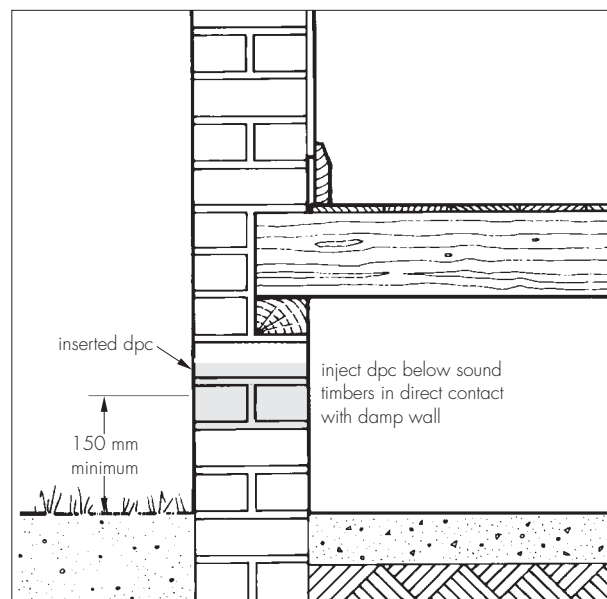 inserted dpc
inject dpc below sound
timbers in direct contact
with damp wall
150 mm
minimum